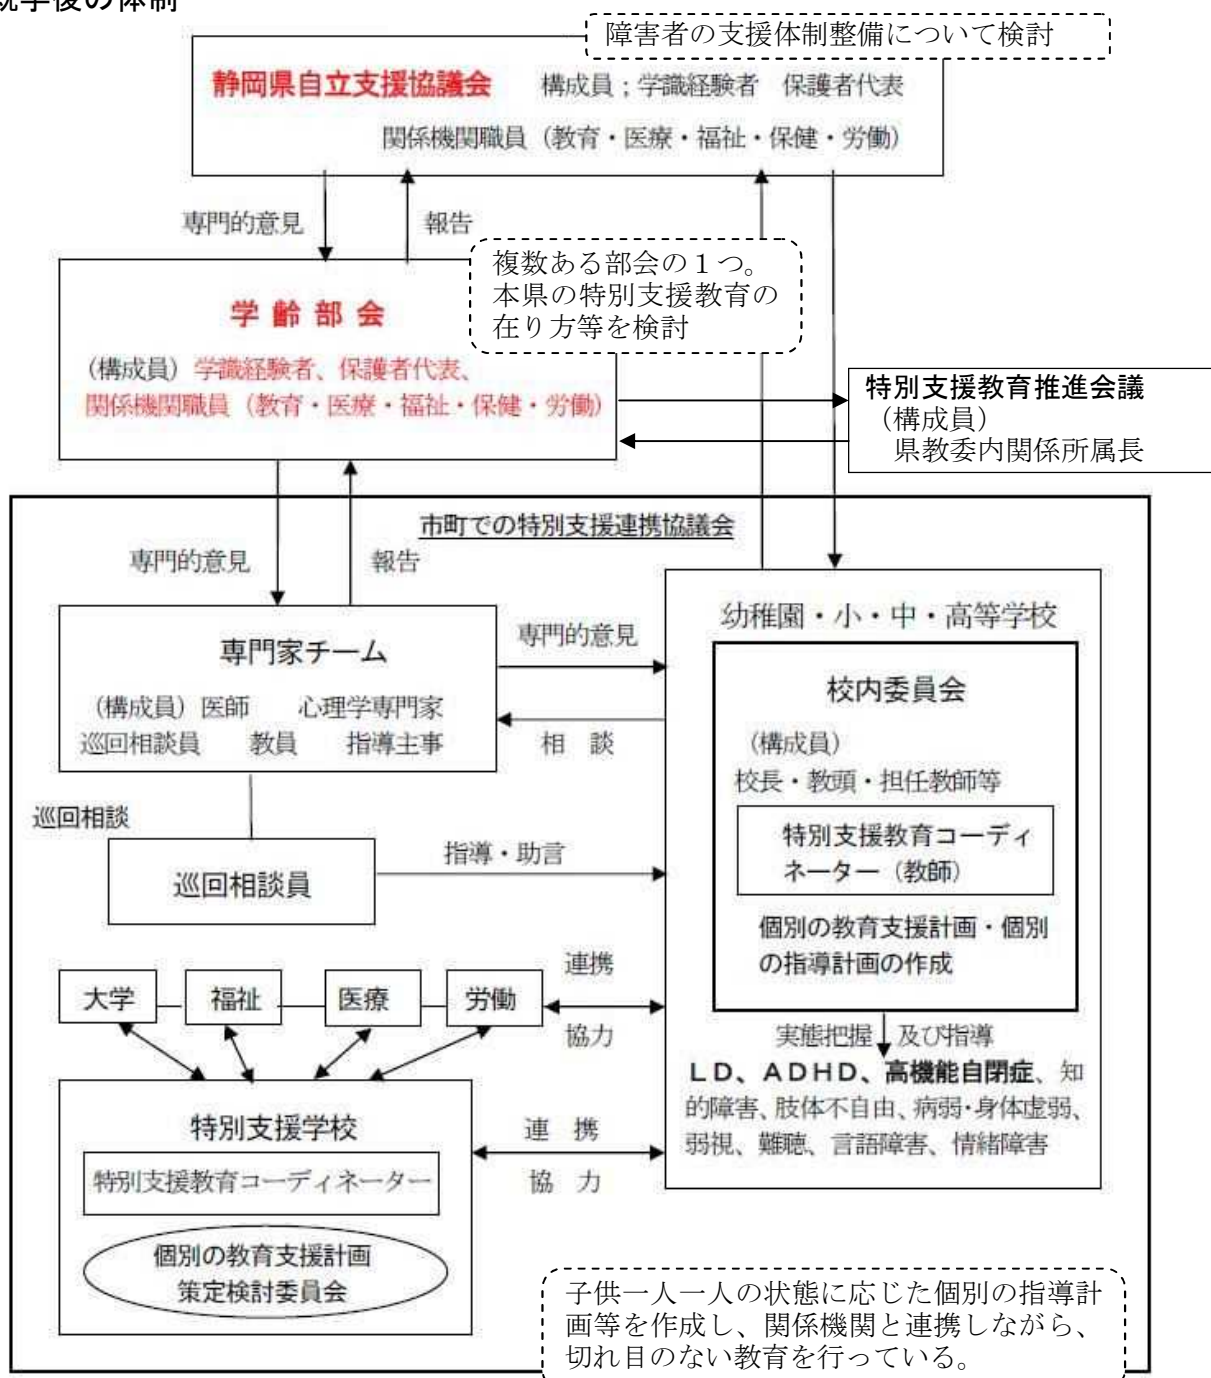 就学後の体制
障害者の支援体制整備について検討
静岡県自立支援協議会 構成員；学識経験者 保護者代表
関係機関職員（教育・医療・福祉・保健・労働）
専門的意見
報告
複数ある部会の１つ。
本県の特別支援教育の
在り方等を検討
学齢部会
（構成員）学識経験者、保護者代表、
関係機関職員（教育・医療・福祉・保健・労働）
特別支援教育推進会議
（構成員）
県教委内関係所属長
市町での特別支援連携協議会
専門的意見
報告
専門家チーム
（構成員）医師 心理学専門家
巡回相談員 教員 指導主事
専門的意見
相談
幼稚園・小・中・高等学校
校内委員会
（構成員）
校長・教頭・担任教師等
特別支援教育コーディ
ネーター（教師）
個別の教育支援計画・個別
の指導計画の作成
巡回相談
巡回相談員
指導・助言
大学
福祉
医療
労働
連携
協力
実態把握 及び指導
ＬＤ、ＡＤＨＤ、高機能自閉症、知
的障害、肢体不自由、病弱・身体虚弱、
弱視、難聴、言語障害、情緒障害
特別支援学校
特別支援教育コーディネーター
個別の教育支援計画
策定検討委員会
連携
協力
子供一人一人の状態に応じた個別の指導計
画等を作成し、関係機関と連携しながら、
切れ目のない教育を行っている。